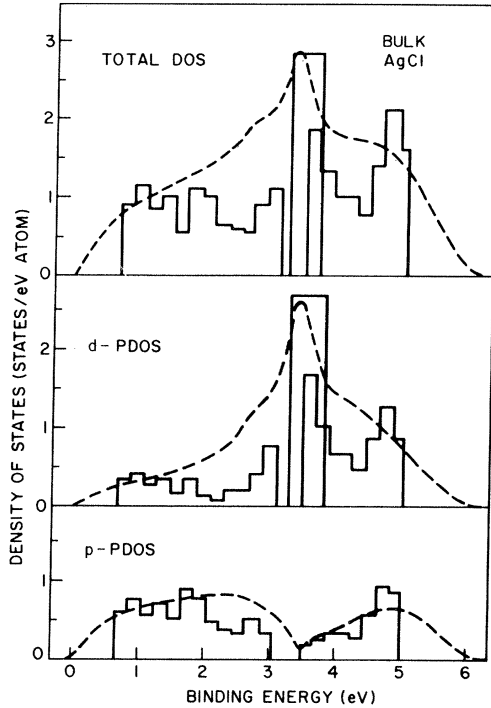 3
TOTAL DOS
BULK
AgCl
2
1
0
DENSITY OF STATES (STATES/eV ATOM)
d-PDOS
2
1
0
p-PDOS
1
0
0 1 2 3 4 5 6
BINDING ENERGY (eV)